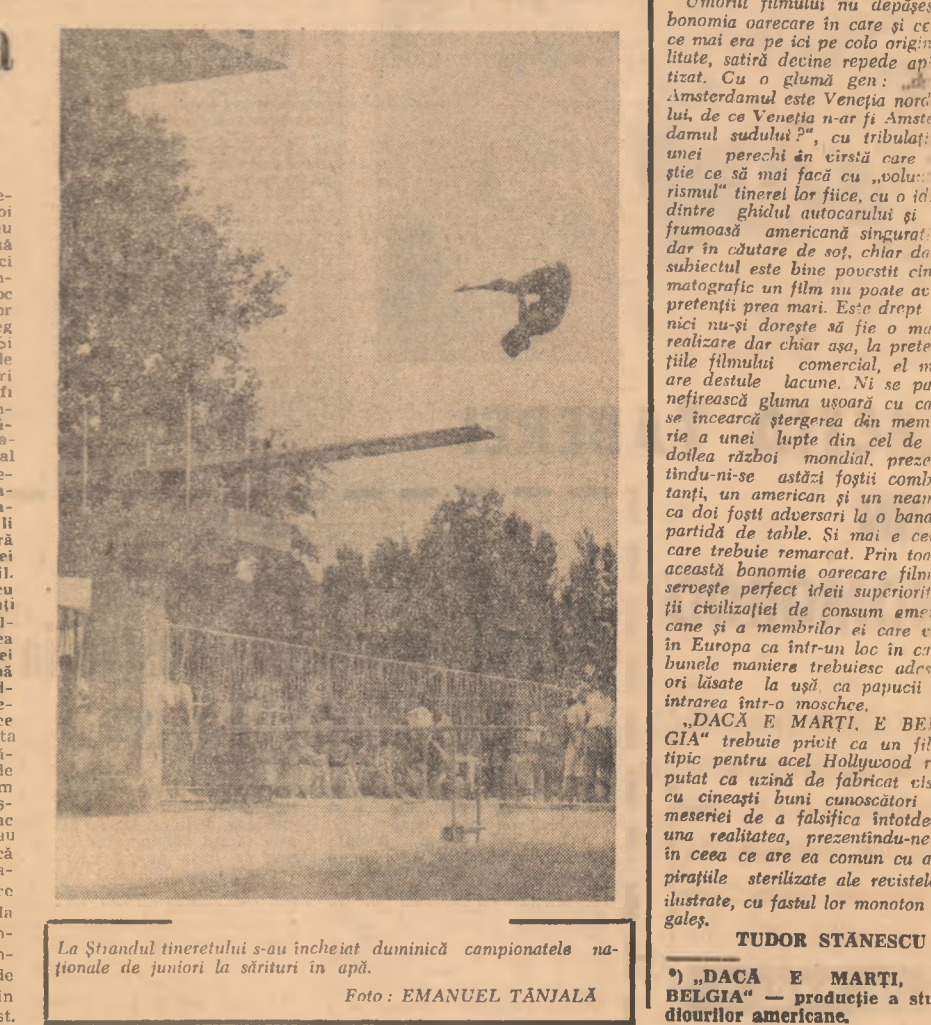 La Ștrandul tineretului s-au încheiat duminică campionatele na-
ționale de juniori la sărituri în apă.
Foto : EMANUEL TÂNJALĂ
Umorul filmului nu depășeș
bonomia oarecare în care și ce
ce mai era pe ici pe colo origin
litate, satiră devine repede ap
tizat. Cu o glumă gen :
Amsterdamul este Veneția nord
lui, de ce Veneția n-ar fi Amste
damul sudului ?“, cu tribulați
unei perechi în vîrstă care
știe ce să mai facă cu „volu
rismul“ tinerei lor fiice, cu o id
dintre ghidul autocarului și
frumoasă americană singurat
dar în căutare de soț, chiar da
subiectul este bine povestit cin
matografic un film nu poate av
pretenții prea mari. Este drept
nici nu-și dorește să fie o ma
realizare dar chiar așa, la prete
țiile filmului comercial, el m
are destule lacune. Ni se pa
nefirească gluma ușoară cu ca
se încearcă ștergerea din mem
rie a unei lupte din cel de
doilea război mondial, preze
tîndu-ni-se astăzi foștii comb
tanți, un american și un neam
ca doi foști adversari la o bana
partidă de table. Și mai e ce
care trebuie remarcat. Prin toa
această bonomie oarecare film
servește perfect ideii superiorit
ții civilizației de consum ame
cane și a membrilor ei care v
în Europa ca într-un loc în ca
bunele maniere trebuiesc ades
ori lăsate la ușă ca papucii
intrarea într-o moschee.
„DACĂ E MARȚI, E BEL
GIA“ trebuie privit ca un fil
tipic pentru acel Hollywood r
putat ca uzină de fabricat vis
cu cineaști buni cunoscători
meseriei de a falsifica întotde
una realitatea, prezentîndu-ne
în ceea ce are ea comun cu a
pirațiile sterilizate ale revistel
ilustrate, cu fastul lor monoton
galeș.
TUDOR STĂNESCU
*) „DACĂ E MARȚI,
BELGIA“ — producție a stu
diourilor americane.